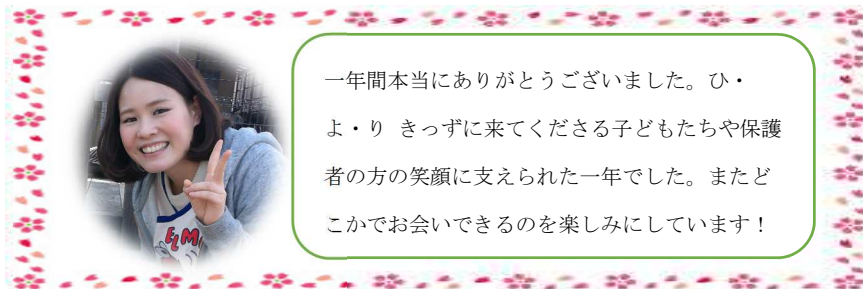 一年間本当にありがとうございました。ひ・
よ・り きっずに来てくださる子どもたちや保護
者の方の笑顔に支えられた一年でした。またど
こかでお会いできるのを楽しみにしています！
ELM